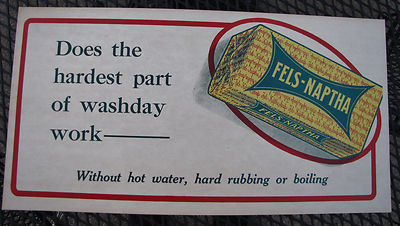 Does the
hardest part
of washday
work—
FELS-NAPTHA
FELS-NAPTHA
Without hot water, hard rubbing or boiling